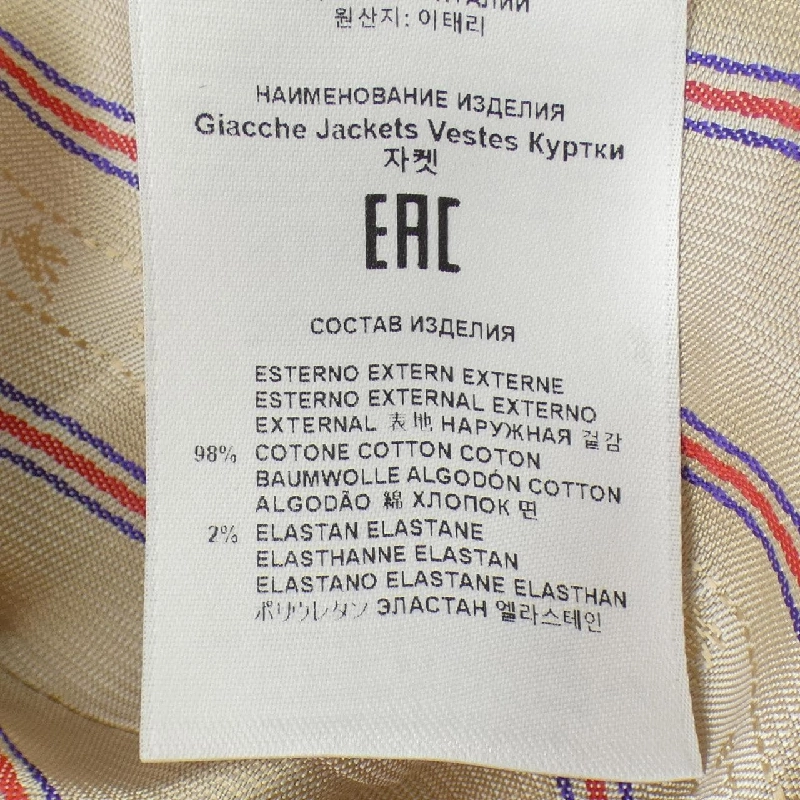 ИТАЛИИ
원산지: 이태리
НАИМЕНОВАНИЕ ИЗДЕЛИЯ
Giacche Jackets Vestes Куртки
자켓
EAC
СОСТАВ ИЗДЕЛИЯ
ESTERNO EXTERN EXTERNE
ESTERNO EXTERNAL EXTERNO
EXTERNAL 表地 НАРУЖНАЯ 겉감
98% COTONE COTTON COTON
BAUMWOLLE ALGODÓN COTTON
ALGODÃO 綿 ХЛОПОК 면
2% ELASTAN ELASTANE
ELASTHANNE ELASTAN
ELASTANO ELASTANE ELASTHAN
ポリウレタン ЭЛАСТАН 엘라스테인